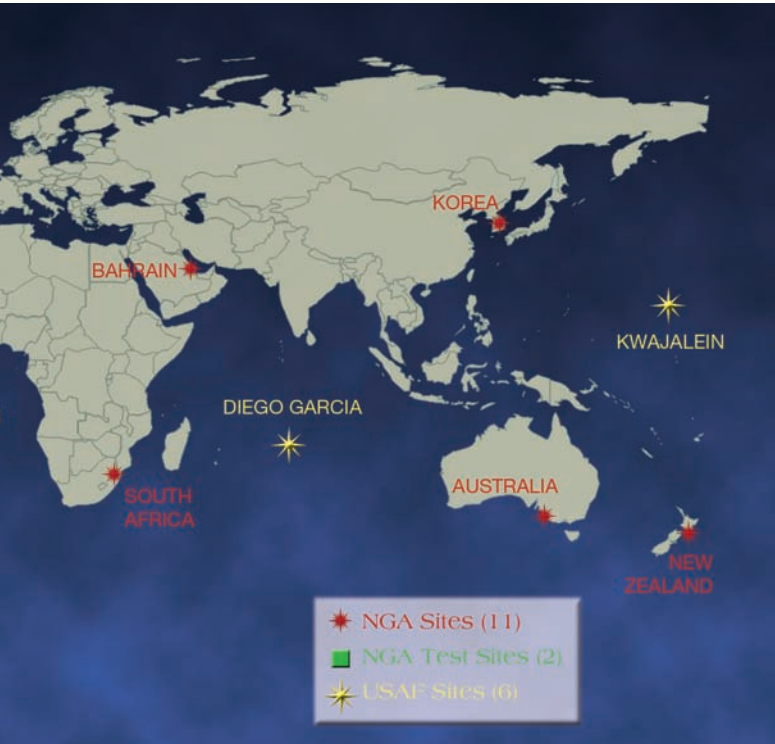 KOREA
BAHRAIN
KWAJALEIN
DIEGO GARCIA
AUSTRALIA
SOUTH
AFRICA
NEW
ZEALAND
NGA Sites (11)
NGA Test Sites (2)
USAF Sites (6)